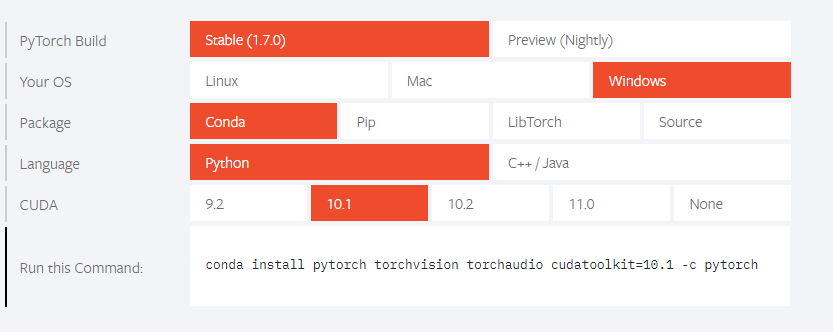 PyTorch Build Stable (1.7.0) Preview (Nightly)
Your OS Linux Mac Windows
Package Conda Pip LibTorch Source
Language Python C++ / Java
CUDA 9.2 10.1 10.2 11.0 None
Run this Command: conda install pytorch torchvision torchaudio cudatoolkit=10.1 -c pytorch